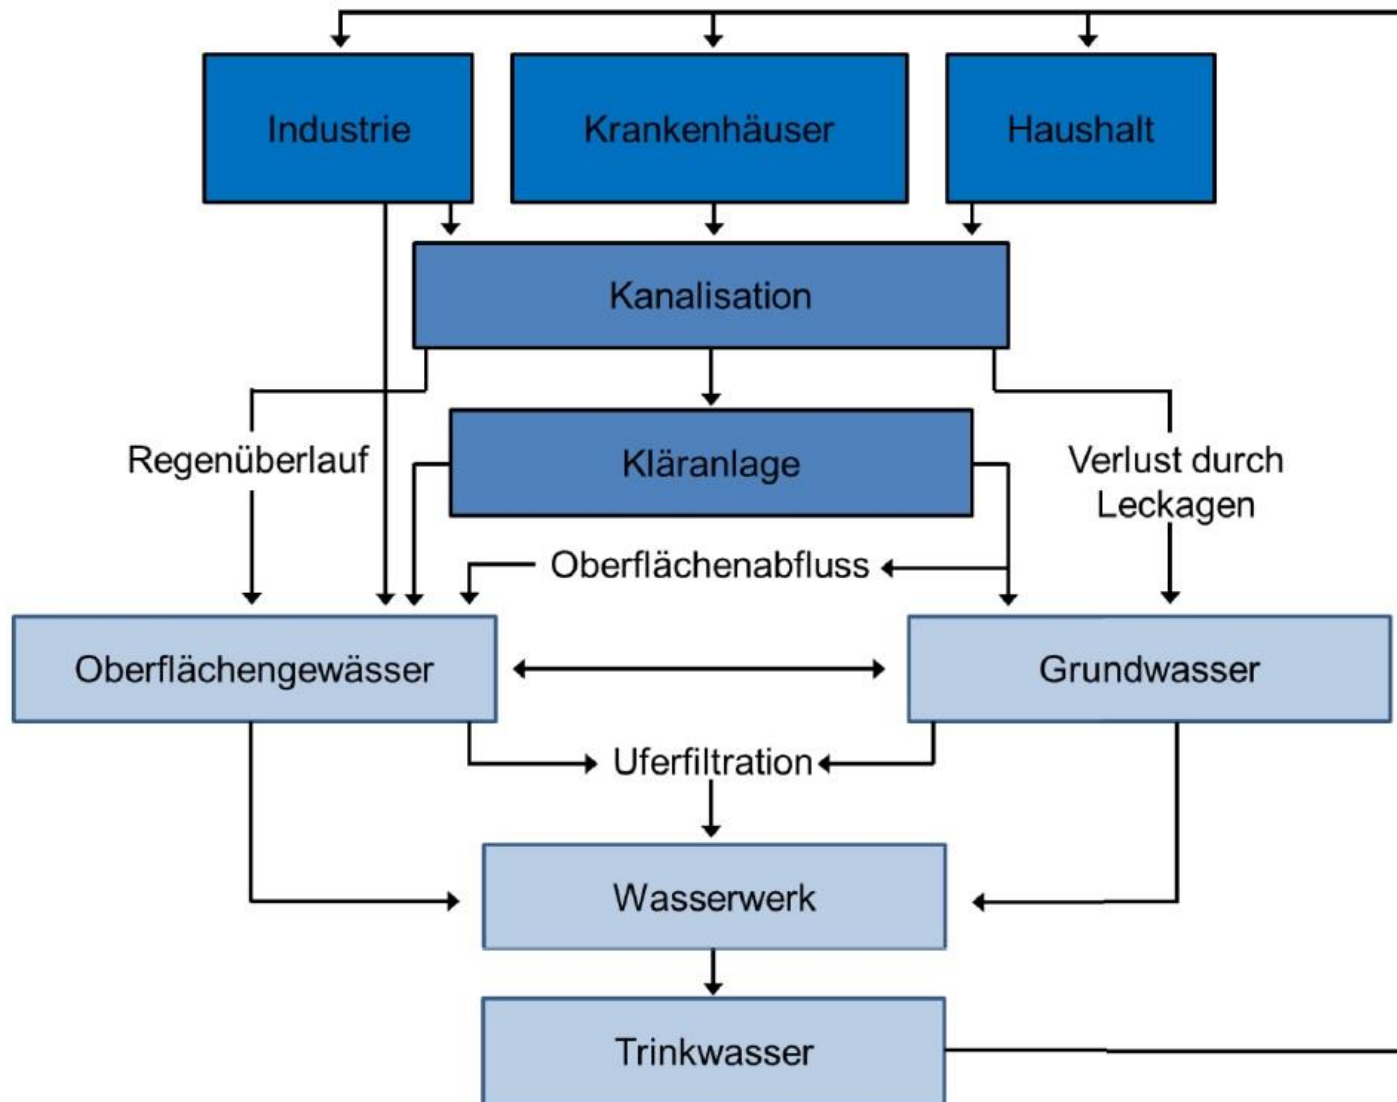 Industrie
Krankenhäuser
Haushalt
Kanalisation
Regenüberlauf
Kläranlage
Verlust durch
Leckagen
Oberflächenabfluss
Oberflächengewässer
Grundwasser
Uferfiltration
Wasserwerk
Trinkwasser